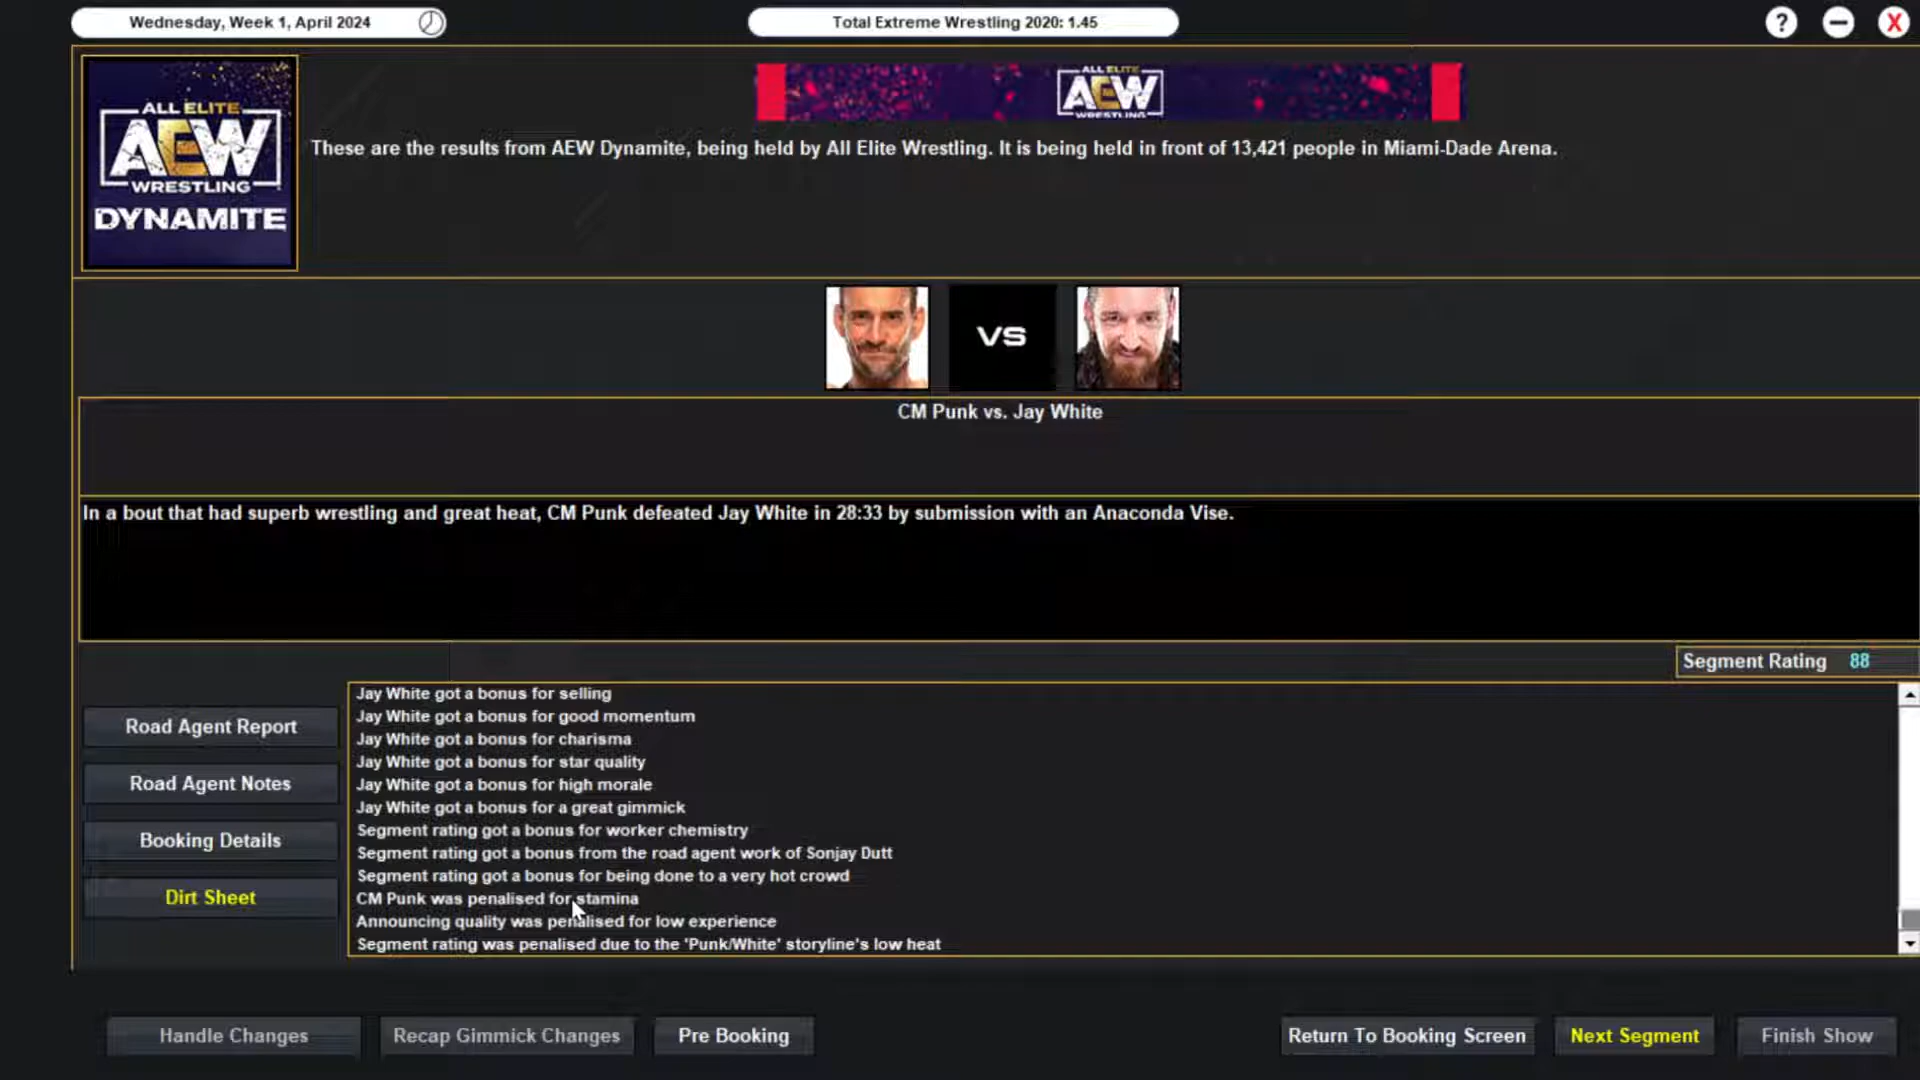 Wednesday, Week 1, April 2024
Total Extreme Wrestling 2020: 1.45
?
X
ALL ELITE
AEW
WRESTLING
DYNAMITE
ALL ELITE
AEW
WRESTLING
These are the results from AEW Dynamite, being held by All Elite Wrestling. It is being held in front of 13,421 people in Miami-Dade Arena.
VS
CM Punk vs. Jay White
In a bout that had superb wrestling and great heat, CM Punk defeated Jay White in 28:33 by submission with an Anaconda Vise.
Segment Rating 88
Road Agent Report
Road Agent Notes
Booking Details
Dirt Sheet
Jay White got a bonus for selling
Jay White got a bonus for good momentum
Jay White got a bonus for charisma
Jay White got a bonus for star quality
Jay White got a bonus for high morale
Jay White got a bonus for a great gimmick
Segment rating got a bonus for worker chemistry
Segment rating got a bonus from the road agent work of Sonjay Dutt
Segment rating got a bonus for being done to a very hot crowd
CM Punk was penalised for stamina
Announcing quality was penalised for low experience
Segment rating was penalised due to the 'Punk/White' storyline's low heat
Handle Changes
Recap Gimmick Changes
Pre Booking
Return To Booking Screen
Next Segment
Finish Show